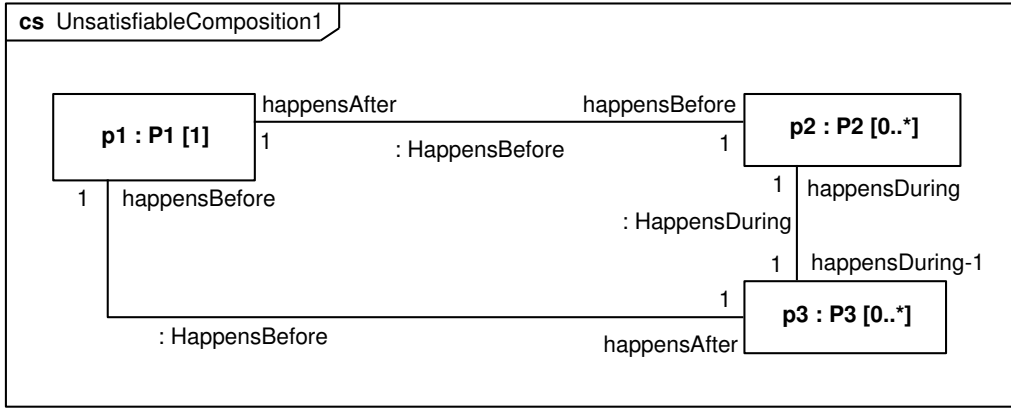 cs UnsatisfiableComposition1
happensAfter
happensBefore
p1 : P1 [1]
p2 : P2 [0..*]
1
1
: HappensBefore
1
happensBefore
1
happensDuring
: HappensDuring
1
happensDuring-1
1
p3 : P3 [0..*]
: HappensBefore
happensAfter